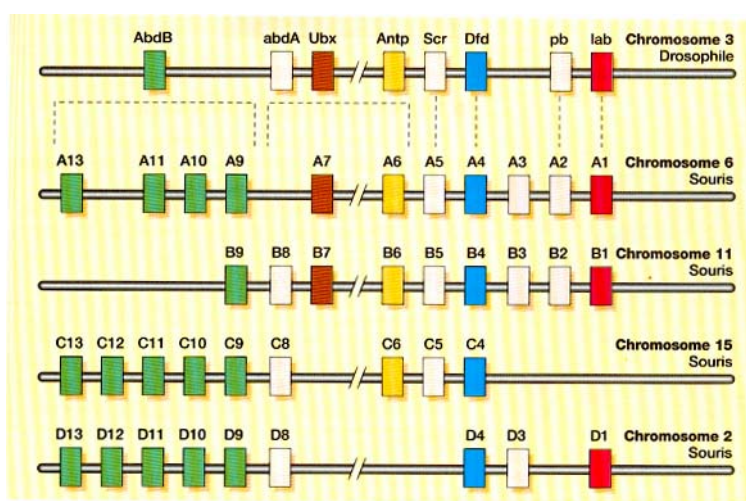 AbdB abdA Ubx Antp Scr Dfd pb lab Chromosome 3
Drosophile
A13 A11 A10 A9 A7 A6 A5 A4 A3 A2 A1 Chromosome 6
Souris
B9 B8 B7 B6 B5 B4 B3 B2 B1 Chromosome 11
Souris
C13 C12 C11 C10 C9 C8 C6 C5 C4 Chromosome 15
Souris
D13 D12 D11 D10 D9 D8 D4 D3 D1 Chromosome 2
Souris